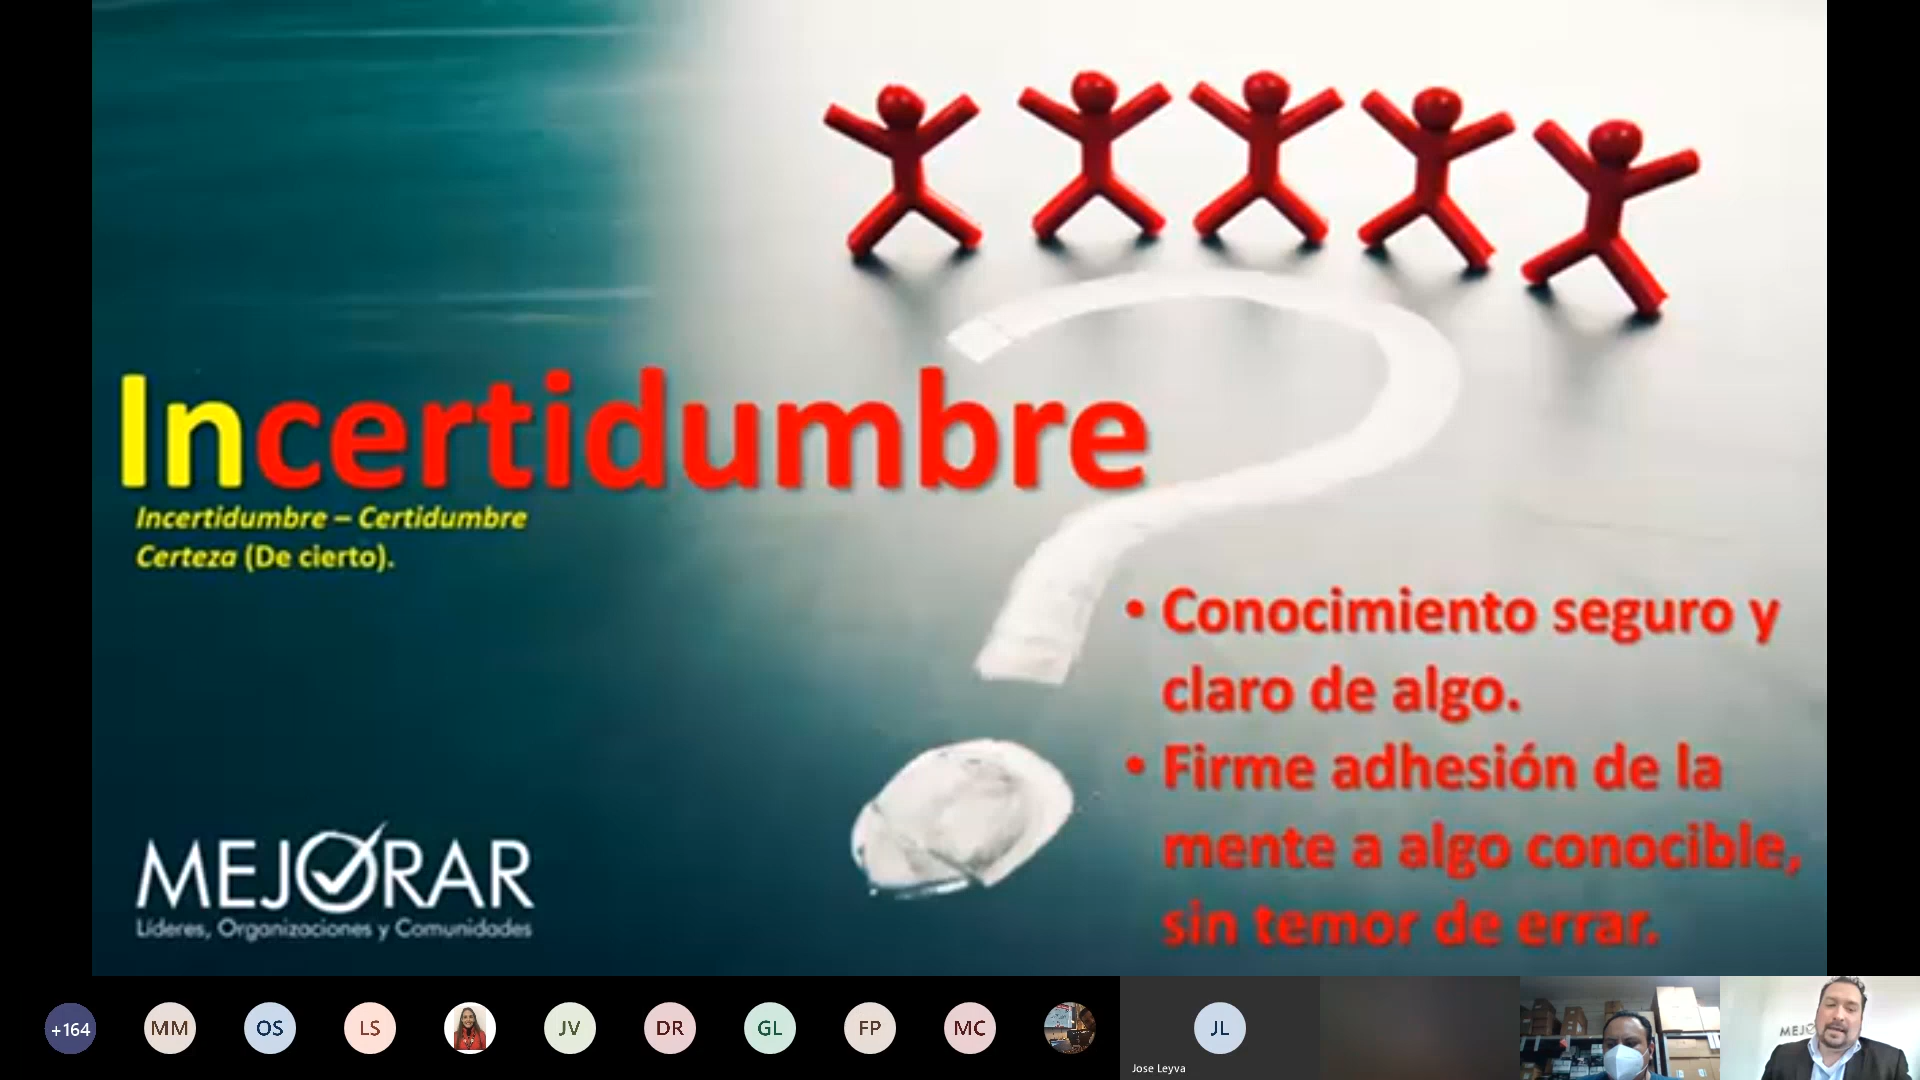 Incertidumbre
Incertidumbre – Certidumbre
Certeza (De cierto).
• Conocimiento seguro y
claro de algo.
• Firme adhesión de la
mente a algo conocible,
sin temor de errar.
MEJORAR
Líderes, Organizaciones y Comunidades
+164
MM
OS
LS
JV
DR
GL
FP
MC
JL
Jose Leyva
MEJO